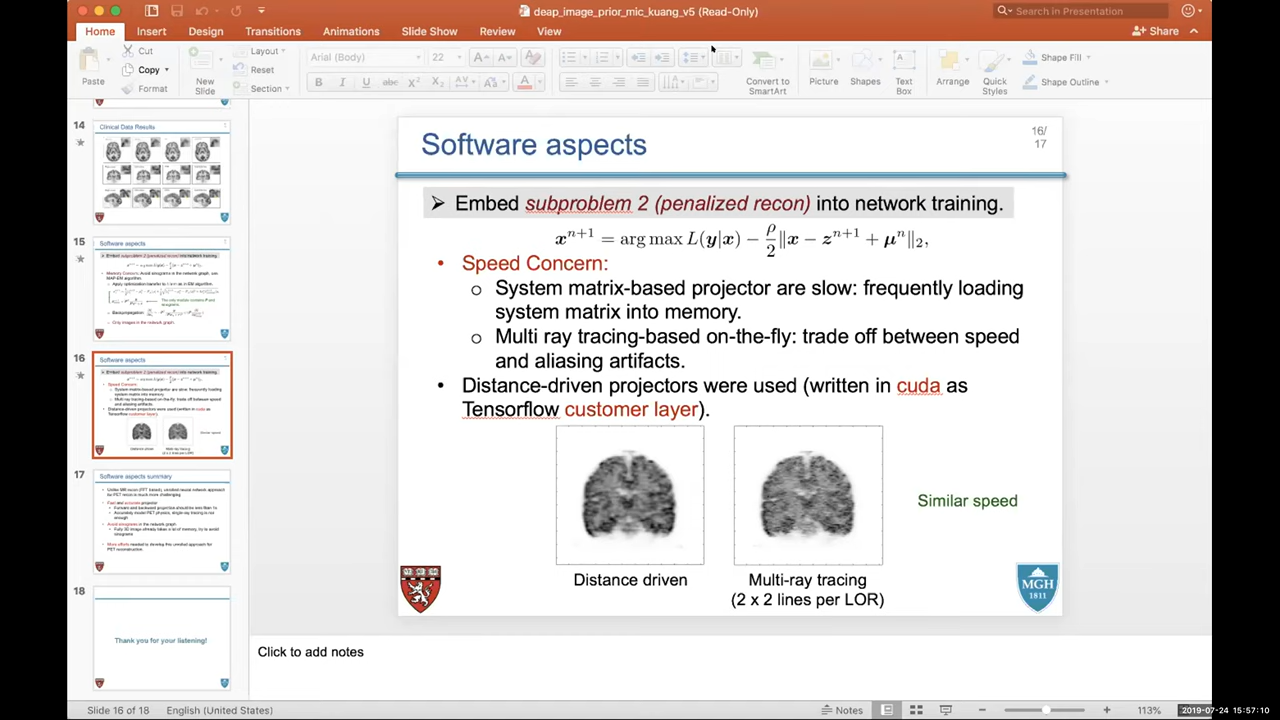 deap_image_prior_mic_kuang_v5 (Read-Only)
Search in Presentation
Home Insert Design Transitions Animations Slide Show Review View Share
Paste
Cut
Copy
Format
New Slide
Layout
Reset
Section
Arial (Body) 22
B I U abc X² X₂ AV Aa A
Convert to SmartArt
Picture
Shapes
Text Box
Arrange
Quick Styles
Shape Fill
Shape Outline
14
Clinical Data Results
15
Software aspects
16
Software aspects
17
Software aspects summary
18
Thank you for your listening!
Software aspects
16/
17
➢ Embed subproblem 2 (penalized recon) into network training.
x^{n+1} = arg max L(y|x) − ρ/2 ‖x − z^{n+1} + μ^n‖₂,
• Speed Concern:
o System matrix-based projector are slow: frequently loading
system matrix into memory.
o Multi ray tracing-based on-the-fly: trade off between speed
and aliasing artifacts.
• Distance-driven projectors were used (written in cuda as
Tensorflow customer layer).
Similar speed
Distance driven
Multi-ray tracing
(2 x 2 lines per LOR)
MGH
1811
Click to add notes
Slide 16 of 18 English (United States) Notes 113%
2019-07-24 15:57:10